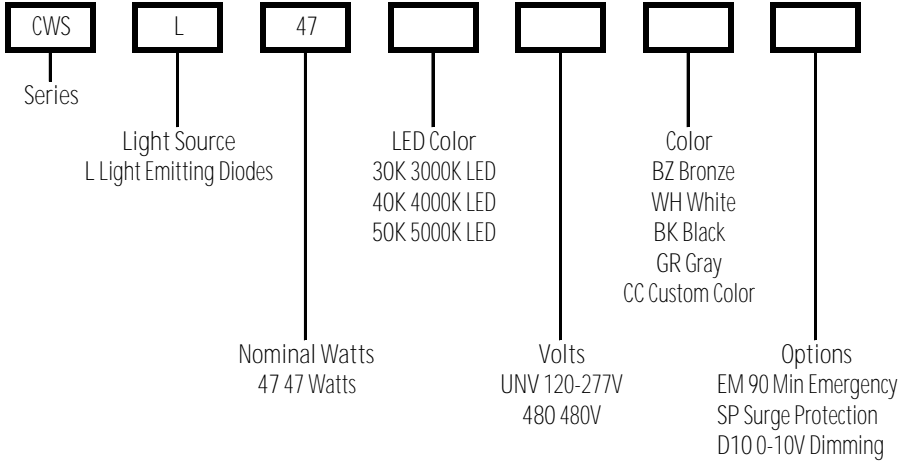 CWS
L
47
Series
Light Source
L Light Emitting Diodes
LED Color
30K 3000K LED
40K 4000K LED
50K 5000K LED
Color
BZ Bronze
WH White
BK Black
GR Gray
CC Custom Color
Nominal Watts
47 47 Watts
Volts
UNV 120-277V
480 480V
Options
EM 90 Min Emergency
SP Surge Protection
D10 0-10V Dimming